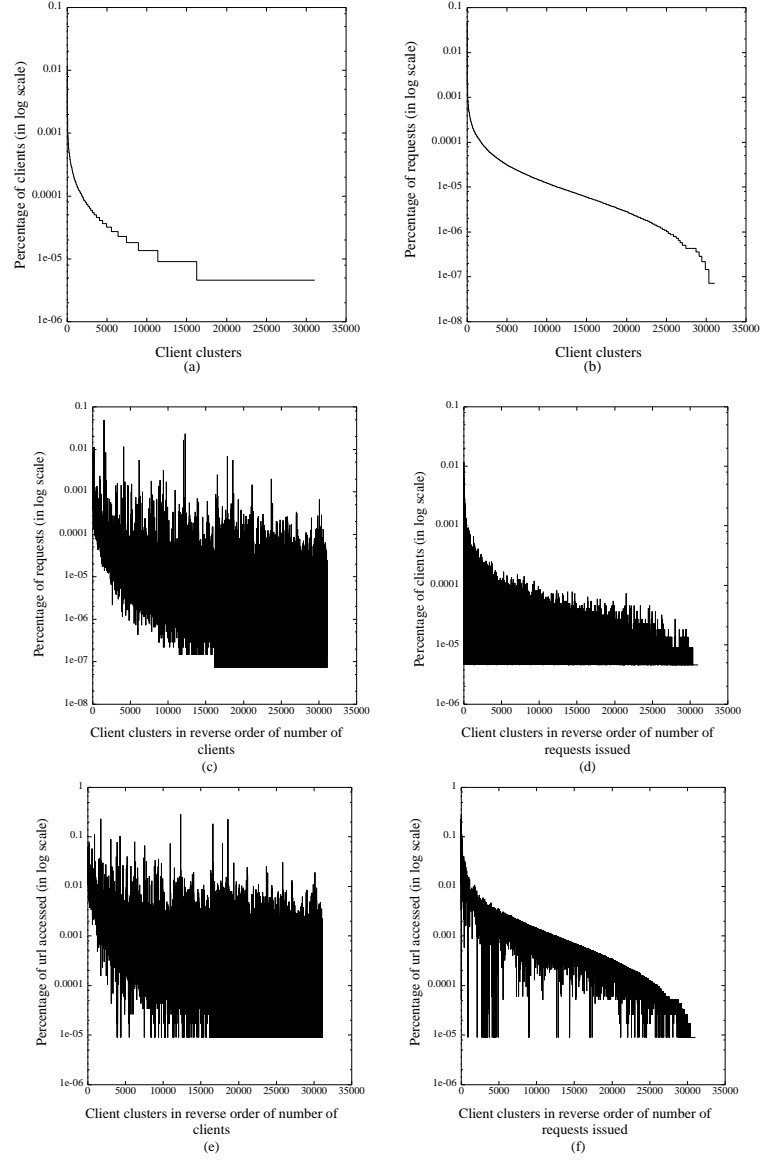 0.1
0.01
0.001
0.0001
1e-05
1e-06
0 5000 10000 15000 20000 25000 30000 35000
Percentage of clients (in log scale)
Client clusters
(a)
0.1
0.01
0.001
0.0001
1e-05
1e-06
1e-07
1e-08
0 5000 10000 15000 20000 25000 30000 35000
Percentage of requests (in log scale)
Client clusters
(b)
0.1
0.01
0.001
0.0001
1e-05
1e-06
1e-07
1e-08
0 5000 10000 15000 20000 25000 30000 35000
Percentage of requests (in log scale)
Client clusters in reverse order of number of
clients
(c)
0.1
0.01
0.001
0.0001
1e-05
1e-06
0 5000 10000 15000 20000 25000 30000 35000
Percentage of clients (in log scale)
Client clusters in reverse order of number of
requests issued
(d)
1
0.1
0.01
0.001
0.0001
1e-05
1e-06
0 5000 10000 15000 20000 25000 30000 35000
Percentage of url accessed (in log scale)
Client clusters in reverse order of number of
clients
(e)
1
0.1
0.01
0.001
0.0001
1e-05
1e-06
0 5000 10000 15000 20000 25000 30000 35000
Percentage of url accessed (in log scale)
Client clusters in reverse order of number of
requests issued
(f)